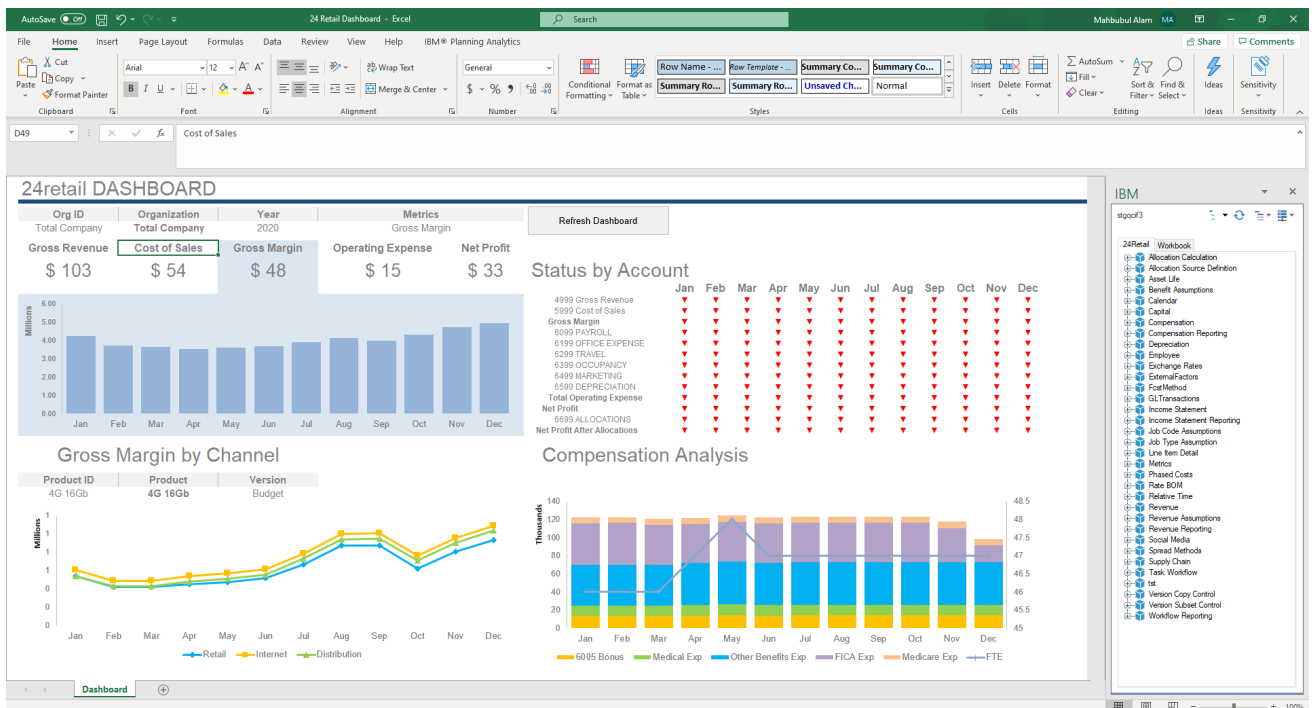 AutoSave Off 24 Retail Dashboard - Excel Search Mahbubul Alam MA
File Home Insert Page Layout Formulas Data Review View Help IBM® Planning Analytics Share Comments
Paste Cut Copy Format Painter Arial 12 A^ A˅ B I U A ab Wrap Text Merge & Center General $ % 9 Conditional Formatting Format as Table Row Name - ... Row Template - ... Summary Co... Summary Co... Summary Ro... Summary Ro... Unsaved Ch... Normal Insert Delete Format AutoSum Fill Clear Sort & Filter Find & Select Ideas Sensitivity
Clipboard Font Alignment Number Styles Cells Editing Ideas Sensitivity
D49 fx Cost of Sales
24retail DASHBOARD
Org ID Organization Year Metrics
Total Company Total Company 2020 Gross Margin
Refresh Dashboard
Gross Revenue Cost of Sales Gross Margin Operating Expense Net Profit
$ 103 $ 54 $ 48 $ 15 $ 33
Millions
6.00
5.00
4.00
3.00
2.00
1.00
0.00
Jan Feb Mar Apr May Jun Jul Aug Sep Oct Nov Dec
Status by Account
Jan Feb Mar Apr May Jun Jul Aug Sep Oct Nov Dec
4999 Gross Revenue
5999 Cost of Sales
Gross Margin
6099 PAYROLL
6199 OFFICE EXPENSE
6299 TRAVEL
6399 OCCUPANCY
6499 MARKETING
6599 DEPRECIATION
Total Operating Expense
Net Profit
6699 ALLOCATIONS
Net Profit After Allocations
Gross Margin by Channel
Product ID Product Version
4G 16Gb 4G 16Gb Budget
Millions
1
1
1
1
0
0
0
Jan Feb Mar Apr May Jun Jul Aug Sep Oct Nov Dec
Retail Internet Distribution
Compensation Analysis
Thousands
140 48.5
120 48
100 47.5
80
60 47
40 46.5
20 46
0 45.5
45
Jan Feb Mar Apr May Jun Jul Aug Sep Oct Nov Dec
6005 Bonus Medical Exp Other Benefits Exp FICA Exp Medicare Exp FTE
IBM
stgqcif3
24Retail Workbook
Allocation Calculation
Allocation Source Definition
Asset Life
Benefit Assumptions
Calendar
Capital
Compensation
Compensation Reporting
Depreciation
Employee
Exchange Rates
ExternalFactors
FcstMethod
GLTransactions
Income Statement
Income Statement Reporting
Job Code Assumptions
Job Type Assumption
Line Item Detail
Metrics
Phased Costs
Rate BOM
Relative Time
Revenue
Revenue Assumptions
Revenue Reporting
Social Media
Spread Methods
Supply Chain
Task Workflow
tst
Version Copy Control
Version Subset Control
Workflow Reporting
Dashboard
100%